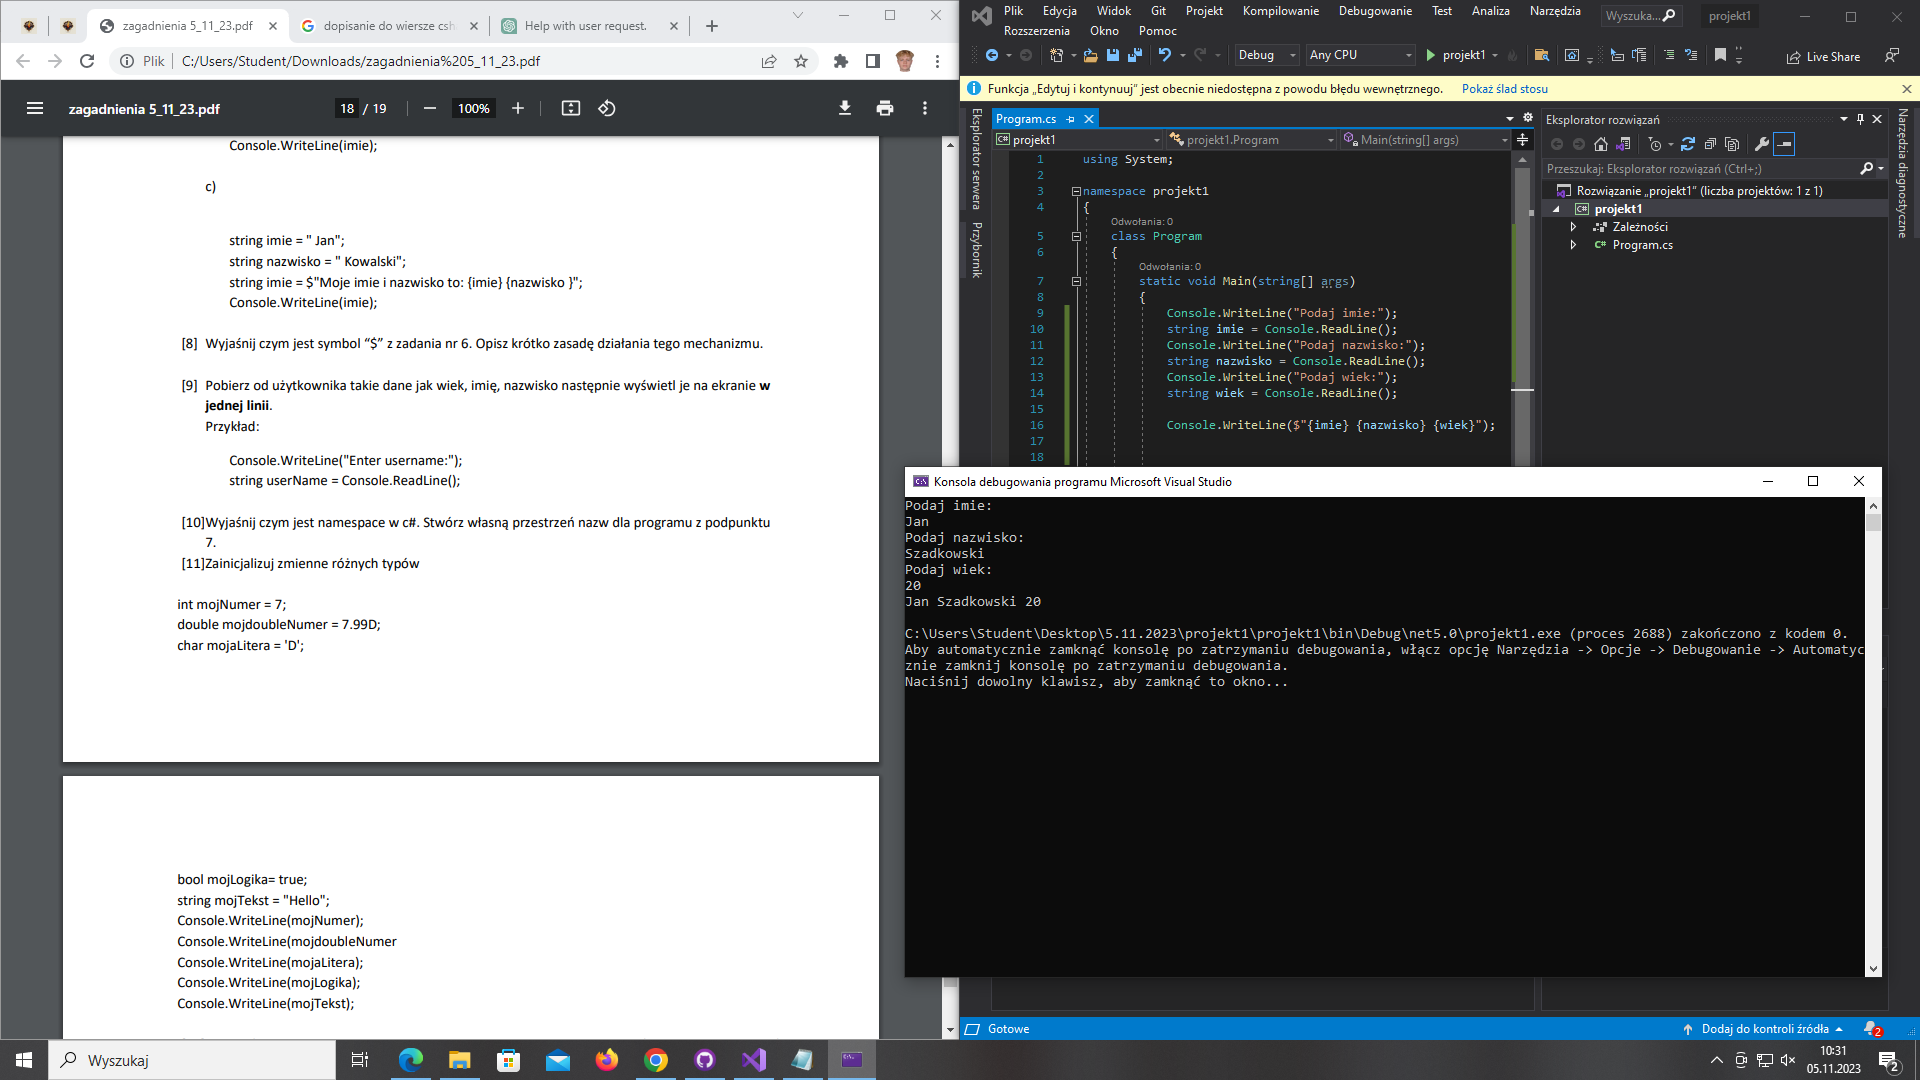 zagadnienia 5_11_23.pdf
dopisanie do wiersze csh
Help with user request.
Plik
C:/Users/Student/Downloads/zagadnienia%205_11_23.pdf
zagadnienia 5_11_23.pdf
18 / 19
100%
Console.WriteLine(imie);
c)
string imie = " Jan";
string nazwisko = " Kowalski";
string imie = $"Moje imie i nazwisko to: {imie} {nazwisko }";
Console.WriteLine(imie);
[8] Wyjaśnij czym jest symbol “$” z zadania nr 6. Opisz krótko zasadę działania tego mechanizmu.
[9] Pobierz od użytkownika takie dane jak wiek, imię, nazwisko następnie wyświetl je na ekranie w
jednej linii.
Przykład:
Console.WriteLine("Enter username:");
string userName = Console.ReadLine();
[10]Wyjaśnij czym jest namespace w c#. Stwórz własną przestrzeń nazw dla programu z podpunktu
7.
[11]Zainicjalizuj zmienne różnych typów
int mojNumer = 7;
double mojdoubleNumer = 7.99D;
char mojaLitera = 'D';
bool mojLogika= true;
string mojTekst = "Hello";
Console.WriteLine(mojNumer);
Console.WriteLine(mojdoubleNumer
Console.WriteLine(mojaLitera);
Console.WriteLine(mojLogika);
Console.WriteLine(mojTekst);
Plik Edycja Widok Git Projekt Kompilowanie Debugowanie Test Analiza Narzędzia
Wyszuka...
projekt1
Rozszerzenia Okno Pomoc
Debug
Any CPU
projekt1
Live Share
Funkcja „Edytuj i kontynuuj” jest obecnie niedostępna z powodu błędu wewnętrznego. Pokaż ślad stosu
Eksplorator serwera
Przybornik
Program.cs
projekt1
projekt1.Program
Main(string[] args)
1 using System;
2
3 namespace projekt1
4 {
Odwołania: 0
5 class Program
6 {
Odwołania: 0
7 static void Main(string[] args)
8 {
9 Console.WriteLine("Podaj imie:");
10 string imie = Console.ReadLine();
11 Console.WriteLine("Podaj nazwisko:");
12 string nazwisko = Console.ReadLine();
13 Console.WriteLine("Podaj wiek:");
14 string wiek = Console.ReadLine();
15
16 Console.WriteLine($"{imie} {nazwisko} {wiek}");
17
18
Eksplorator rozwiązań
Przeszukaj: Eksplorator rozwiązań (Ctrl+;)
Rozwiązanie „projekt1” (liczba projektów: 1 z 1)
projekt1
Zależności
C# Program.cs
Narzędzia diagnostyczne
Konsola debugowania programu Microsoft Visual Studio
Podaj imie:
Jan
Podaj nazwisko:
Szadkowski
Podaj wiek:
20
Jan Szadkowski 20
C:\Users\Student\Desktop\5.11.2023\projekt1\projekt1\bin\Debug\net5.0\projekt1.exe (proces 2688) zakończono z kodem 0.
Aby automatycznie zamknąć konsolę po zatrzymaniu debugowania, włącz opcję Narzędzia -> Opcje -> Debugowanie -> Automatyc
znie zamknij konsolę po zatrzymaniu debugowania.
Naciśnij dowolny klawisz, aby zamknąć to okno...
Gotowe
Dodaj do kontroli źródła
2
Wyszukaj
10:31
05.11.2023
2